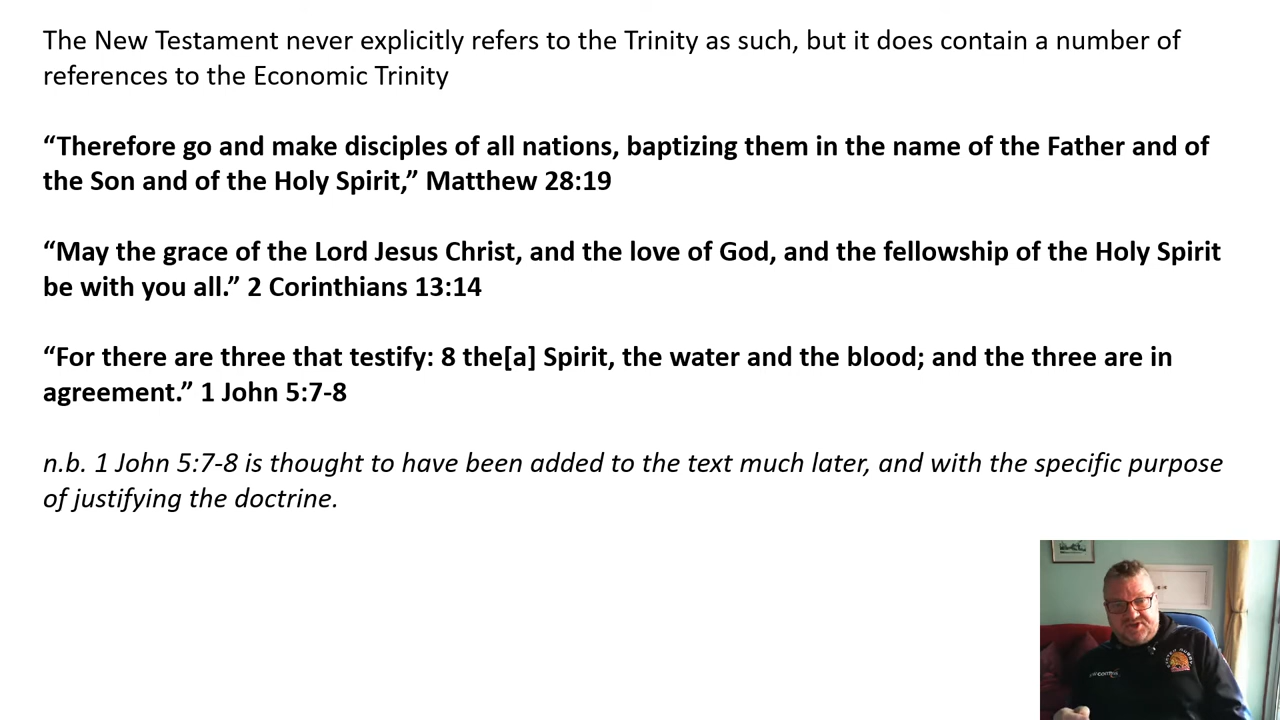 The New Testament never explicitly refers to the Trinity as such, but it does contain a number of
references to the Economic Trinity
“Therefore go and make disciples of all nations, baptizing them in the name of the Father and of
the Son and of the Holy Spirit,” Matthew 28:19
“May the grace of the Lord Jesus Christ, and the love of God, and the fellowship of the Holy Spirit
be with you all.” 2 Corinthians 13:14
“For there are three that testify: 8 the[a] Spirit, the water and the blood; and the three are in
agreement.” 1 John 5:7-8
n.b. 1 John 5:7-8 is thought to have been added to the text much later, and with the specific purpose
of justifying the doctrine.